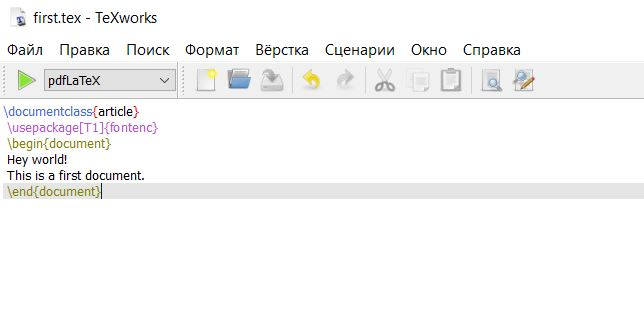 first.tex - TeXworks
Файл Правка Поиск Формат Вёрстка Сценарии Окно Справка
pdfLaTeX
\documentclass{article}
\usepackage[T1]{fontenc}
\begin{document}
Hey world!
This is a first document.
\end{document}